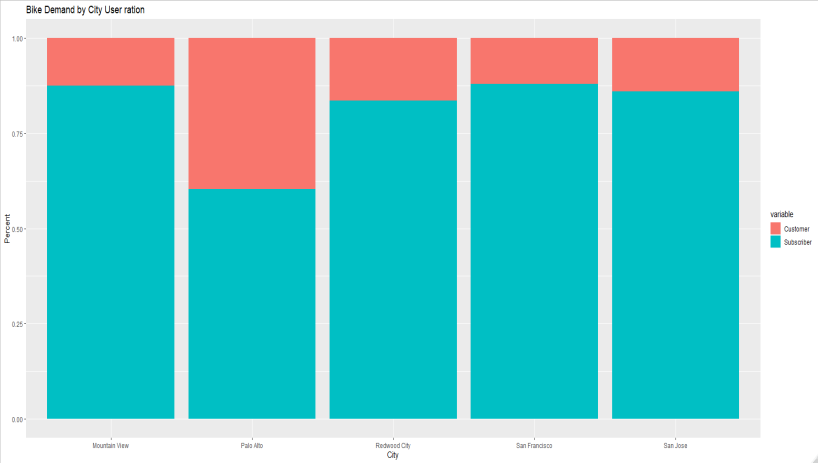 Bike Demand by City User ration
1.00
0.75
0.50
0.25
0.00
Percent
Mountain View
Palo Alto
Redwood City
San Francisco
San Jose
City
variable
Customer
Subscriber